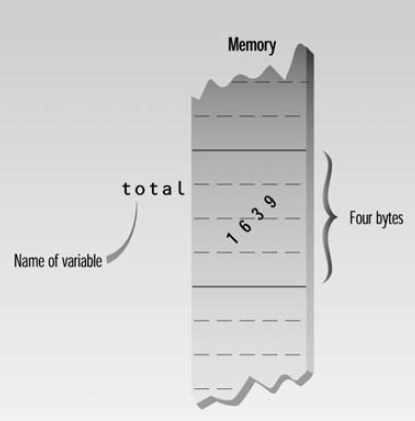 Memory
total
1639
Four bytes
Name of variable